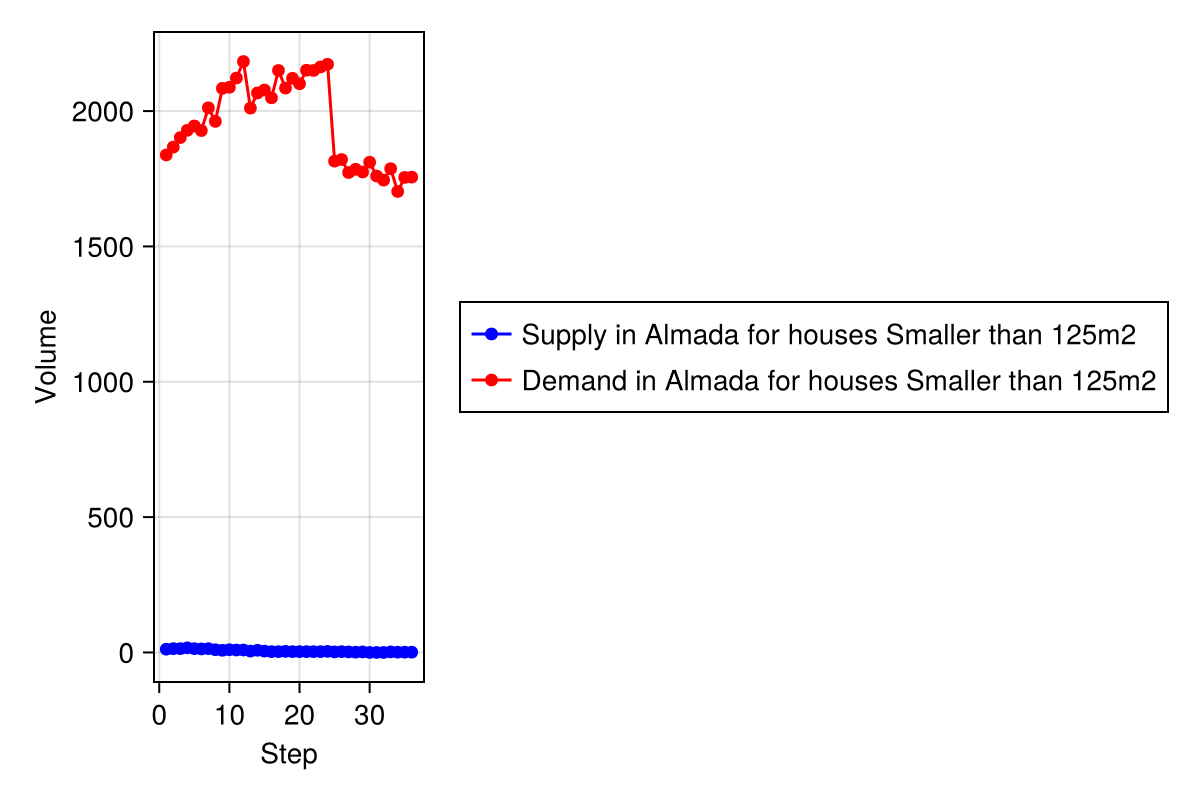 2000
1500
1000
500
0
Volume
0 10 20 30
Step
Supply in Almada for houses Smaller than 125m2
Demand in Almada for houses Smaller than 125m2